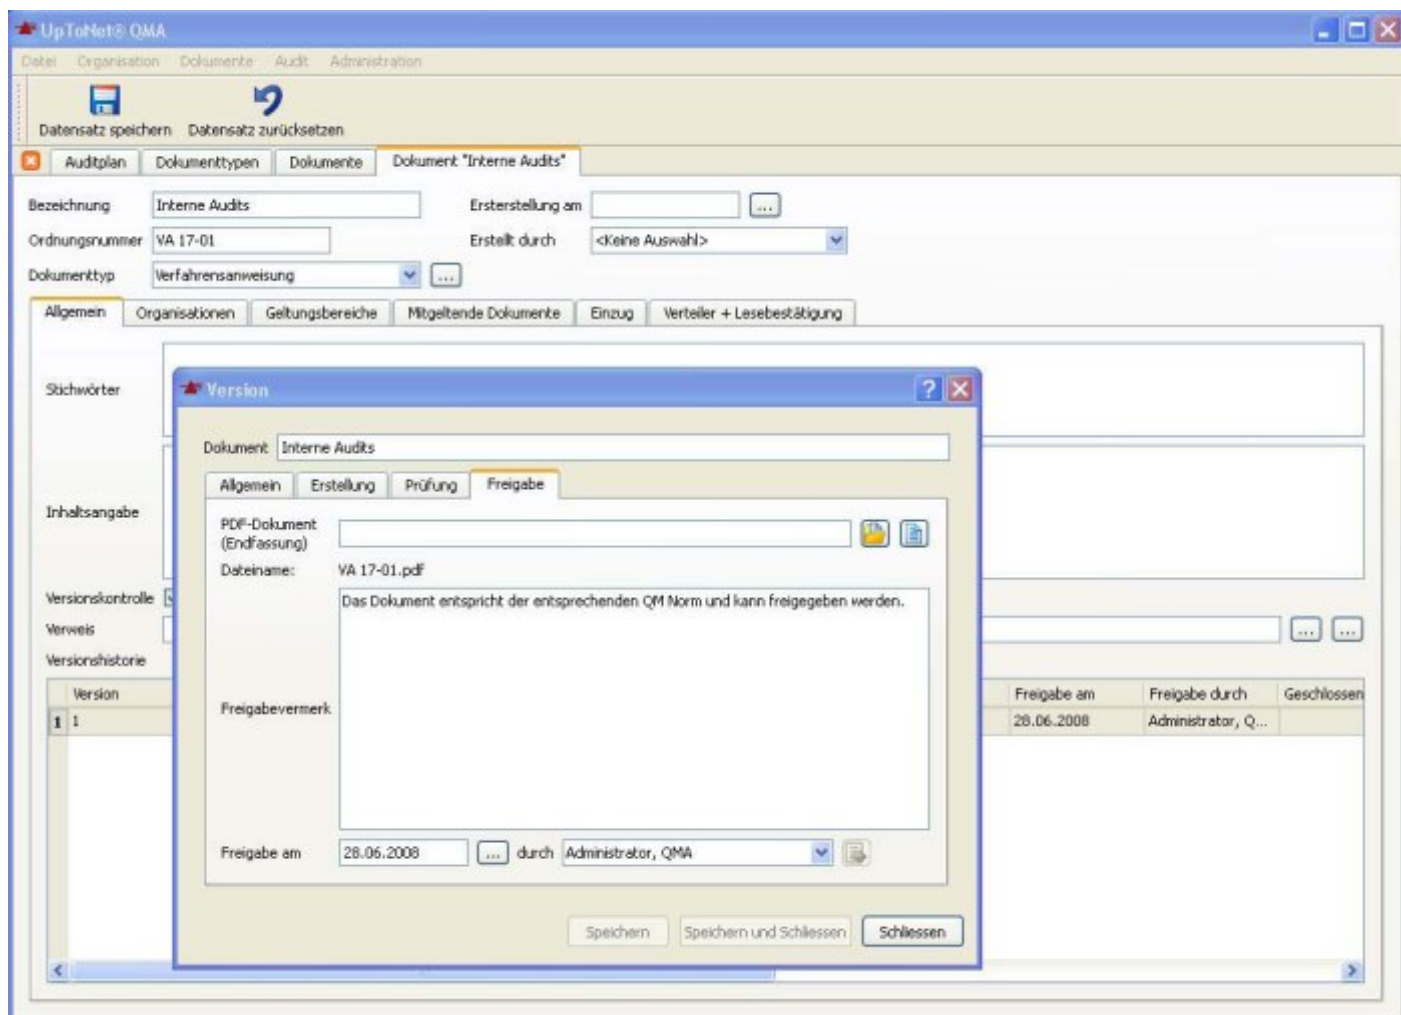 UpToNet® QMA
Datei Organisation Dokumente Audit Administration
Datensatz speichern Datensatz zurücksetzen
Auditplan Dokumenttypen Dokumente Dokument "Interne Audits"
Bezeichnung Interne Audits Ersterstellung am ...
Ordnungsnummer VA 17-01 Erstellt durch <Keine Auswahl>
Dokumenttyp Verfahrensanweisung ...
Allgemein Organisationen Geltungsbereiche Mitgeltende Dokumente Einzug Verteiler + Lesebestätigung
Stichwörter
Version ?
Dokument Interne Audits
Allgemein Erstellung Prüfung Freigabe
PDF-Dokument
(Endfassung)
Dateiname: VA 17-01.pdf
Das Dokument entspricht der entsprechenden QM Norm und kann freigegeben werden.
Freigabevermerk
Freigabe am 28.06.2008 ... durch Administrator, QMA
Speichern Speichern und Schliessen Schliessen
Inhaltsangabe
Versionskontrolle
Verweis ... ...
Versionshistorie
Version Freigabe am Freigabe durch Geschlossen
1 1 28.06.2008 Administrator, Q...